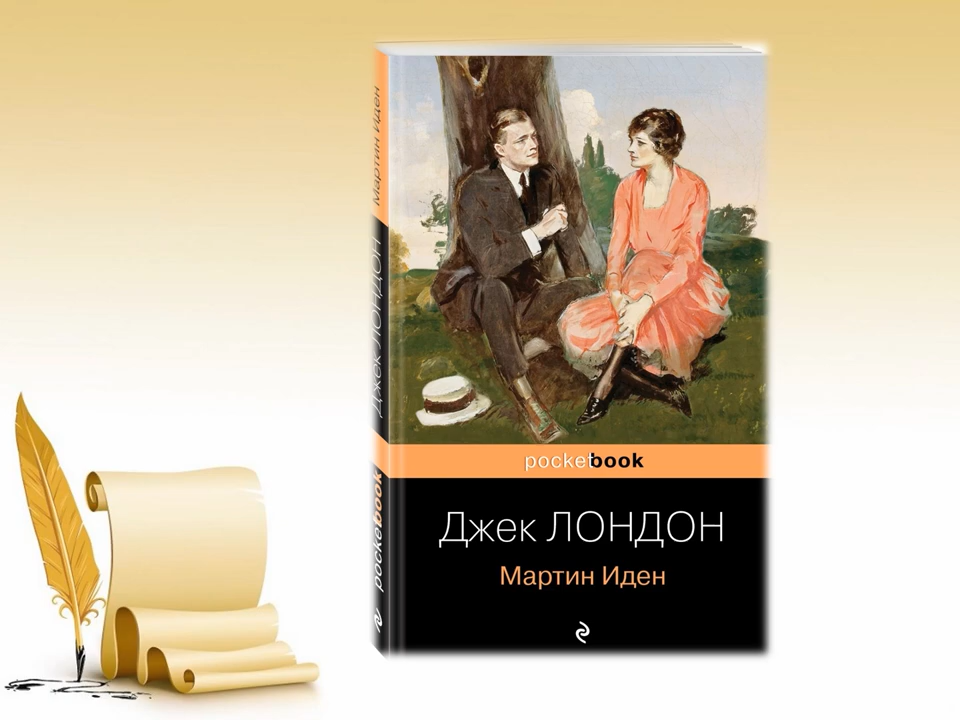 Мартин Иден
Джек ЛОНДОН
pocketbook
pocketbook
Джек ЛОНДОН
Мартин Иден